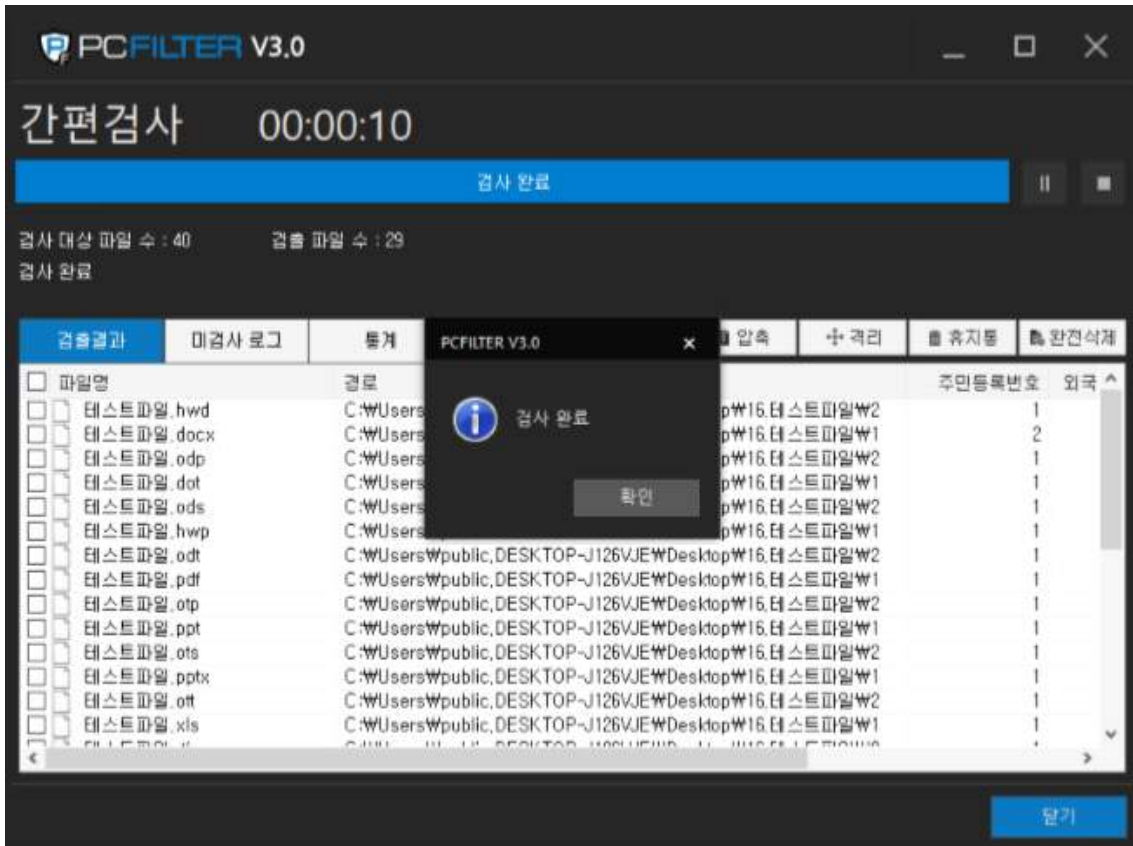 PCFILTER V3.0
간편검사 00:00:10
검사 완료
검사 대상 파일 수 : 40 검출 파일 수 : 29
검사 완료
검출결과 미검사 로그 통계 압축 격리 휴지통 완전삭제
PCFILTER V3.0
검사 완료
확인
파일명 경로 주민등록번호 외국
테스트파일.hwd C:₩Users p₩16.테스트파일₩2 1
테스트파일.docx C:₩Users p₩16.테스트파일₩1 2
테스트파일.odp C:₩Users p₩16.테스트파일₩2 1
테스트파일.dot C:₩Users p₩16.테스트파일₩1 1
테스트파일.ods C:₩Users p₩16.테스트파일₩2 1
테스트파일.hwp C:₩Users p₩16.테스트파일₩1 1
테스트파일.odt C:₩Users₩public.DESKTOP-J126VJE₩Desktop₩16.테스트파일₩2 1
테스트파일.pdf C:₩Users₩public.DESKTOP-J126VJE₩Desktop₩16.테스트파일₩1 1
테스트파일.otp C:₩Users₩public.DESKTOP-J126VJE₩Desktop₩16.테스트파일₩2 1
테스트파일.ppt C:₩Users₩public.DESKTOP-J126VJE₩Desktop₩16.테스트파일₩1 1
테스트파일.ots C:₩Users₩public.DESKTOP-J126VJE₩Desktop₩16.테스트파일₩2 1
테스트파일.pptx C:₩Users₩public.DESKTOP-J126VJE₩Desktop₩16.테스트파일₩1 1
테스트파일.ott C:₩Users₩public.DESKTOP-J126VJE₩Desktop₩16.테스트파일₩2 1
테스트파일.xls C:₩Users₩public.DESKTOP-J126VJE₩Desktop₩16.테스트파일₩1 1
닫기